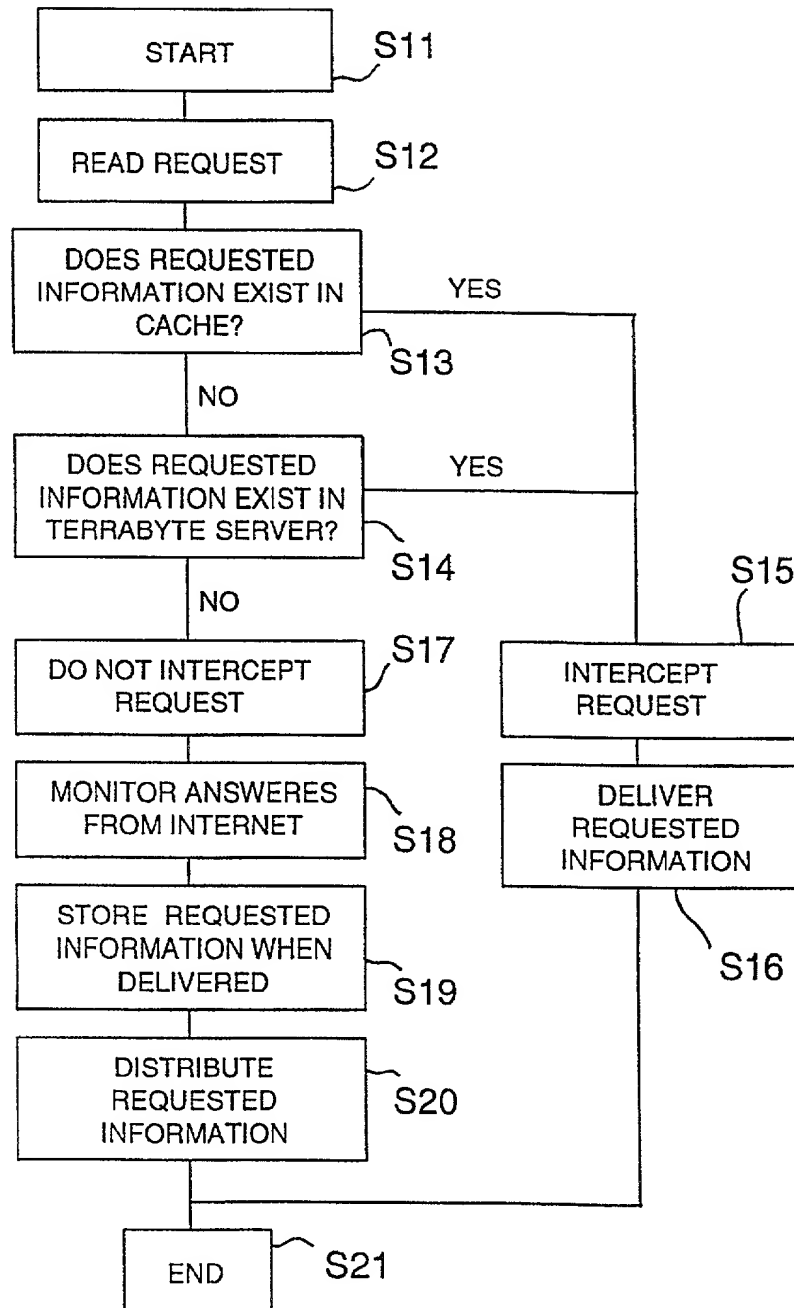 START
S11
READ REQUEST
S12
DOES REQUESTED
INFORMATION EXIST IN
CACHE?
YES
S13
NO
DOES REQUESTED
INFORMATION EXIST IN
TERRABYTE SERVER?
YES
S14
NO
S15
DO NOT INTERCEPT
REQUEST
S17
INTERCEPT
REQUEST
MONITOR ANSWERES
FROM INTERNET
S18
DELIVER
REQUESTED
INFORMATION
S16
STORE REQUESTED
INFORMATION WHEN
DELIVERED
S19
DISTRIBUTE
REQUESTED
INFORMATION
S20
END
S21